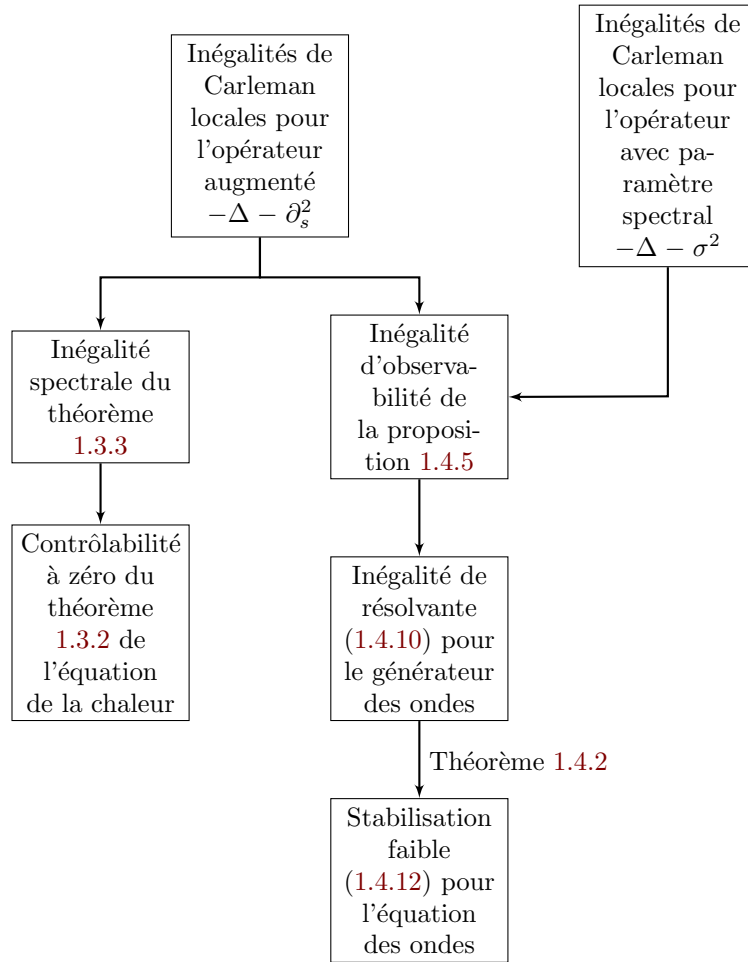 Inégalités de
Carleman
locales pour
l'opérateur
augmenté
−Δ − ∂²ₛ
Inégalités de
Carleman
locales pour
l'opérateur
avec pa-
ramètre
spectral
−Δ − σ²
Inégalité
spectrale du
théorème
1.3.3
Inégalité
d'observa-
bilité de
la proposi-
tion 1.4.5
Contrôlabilité
à zéro du
théorème
1.3.2 de
l'équation
de la chaleur
Inégalité de
résolvante
(1.4.10) pour
le générateur
des ondes
Théorème 1.4.2
Stabilisation
faible
(1.4.12) pour
l'équation
des ondes